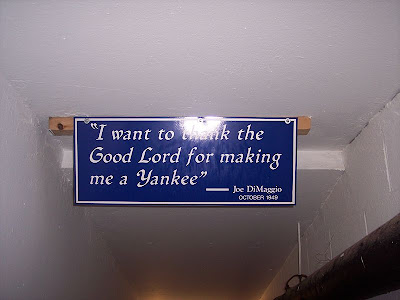 "I want to thank the
Good Lord for making
me a Yankee" — Joe DiMaggio
OCTOBER 1949